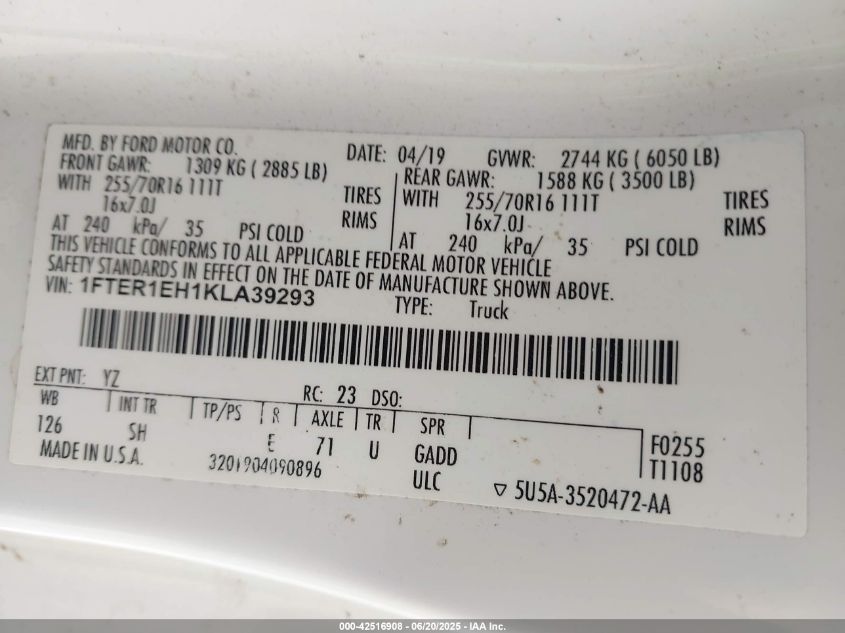 MFD. BY FORD MOTOR CO. DATE: 04/19 GVWR: 2744 KG ( 6050 LB)
FRONT GAWR: 1309 KG ( 2885 LB) REAR GAWR: 1588 KG ( 3500 LB)
WITH 255/70R16 111T TIRES WITH 255/70R16 111T TIRES
16x7.0J RIMS 16x7.0J RIMS
AT 240 kPa/ 35 PSI COLD AT 240 kPa/ 35 PSI COLD
THIS VEHICLE CONFORMS TO ALL APPLICABLE FEDERAL MOTOR VEHICLE
SAFETY STANDARDS IN EFFECT ON THE DATE OF MANUFACTURE SHOWN ABOVE.
VIN: 1FTER1EH1KLA39293 TYPE: Truck
EXT PNT: YZ RC: 23 DSO:
WB INT TR TP/PS R AXLE TR SPR
126 SH E 71 U GADD F0255
MADE IN U.S.A. 3201904090896 ULC T1108
▽ 5U5A-3520472-AA
000-42516908 - 06/20/2025 - IAA Inc.